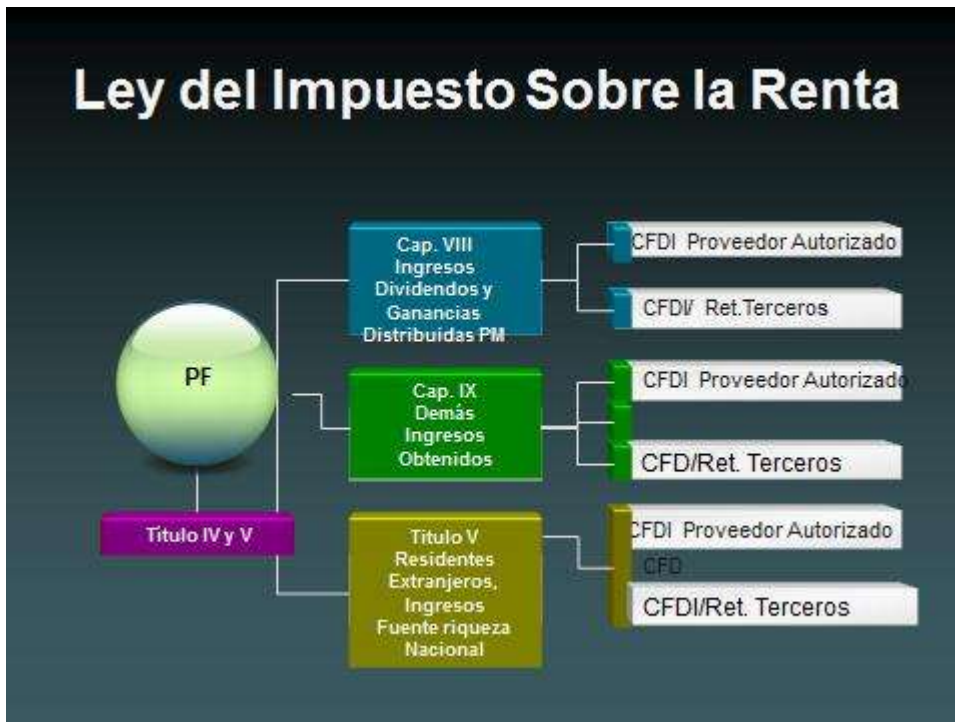 Ley del Impuesto Sobre la Renta
PF
Titulo IV y V
Cap. VIII
Ingresos
Dividendos y
Ganancias
Distribuidas PM
CFDI Proveedor Autorizado
CFDI/ Ret.Terceros
Cap. IX
Demás
Ingresos
Obtenidos
CFDI Proveedor Autorizado
CFD/Ret. Terceros
Titulo V
Residentes
Extranjeros,
Ingresos
Fuente riqueza
Nacional
CFDI Proveedor Autorizado
CFD
CFDI/Ret. Terceros